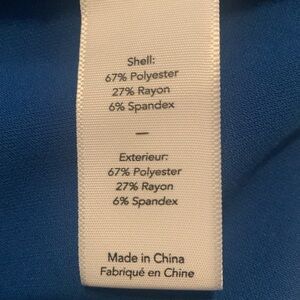 Shell:
67% Polyester
27% Rayon
6% Spandex
—
Exterieur:
67% Polyester
27% Rayon
6% Spandex
Made in China
Fabriqué en Chine